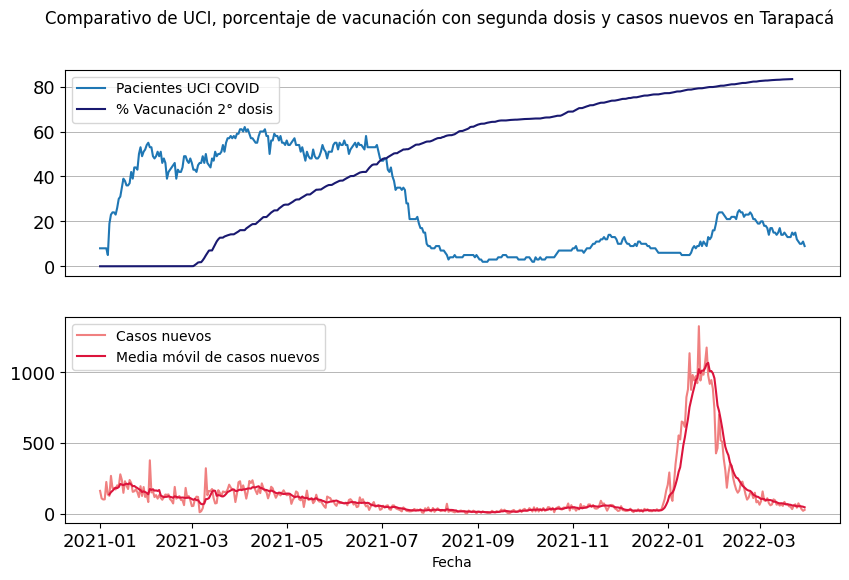 Comparativo de UCI, porcentaje de vacunación con segunda dosis y casos nuevos en Tarapacá
80
60
40
20
0
Pacientes UCI COVID
% Vacunación 2° dosis
1000
500
0
Casos nuevos
Media móvil de casos nuevos
2021-01 2021-03 2021-05 2021-07 2021-09 2021-11 2022-01 2022-03
Fecha